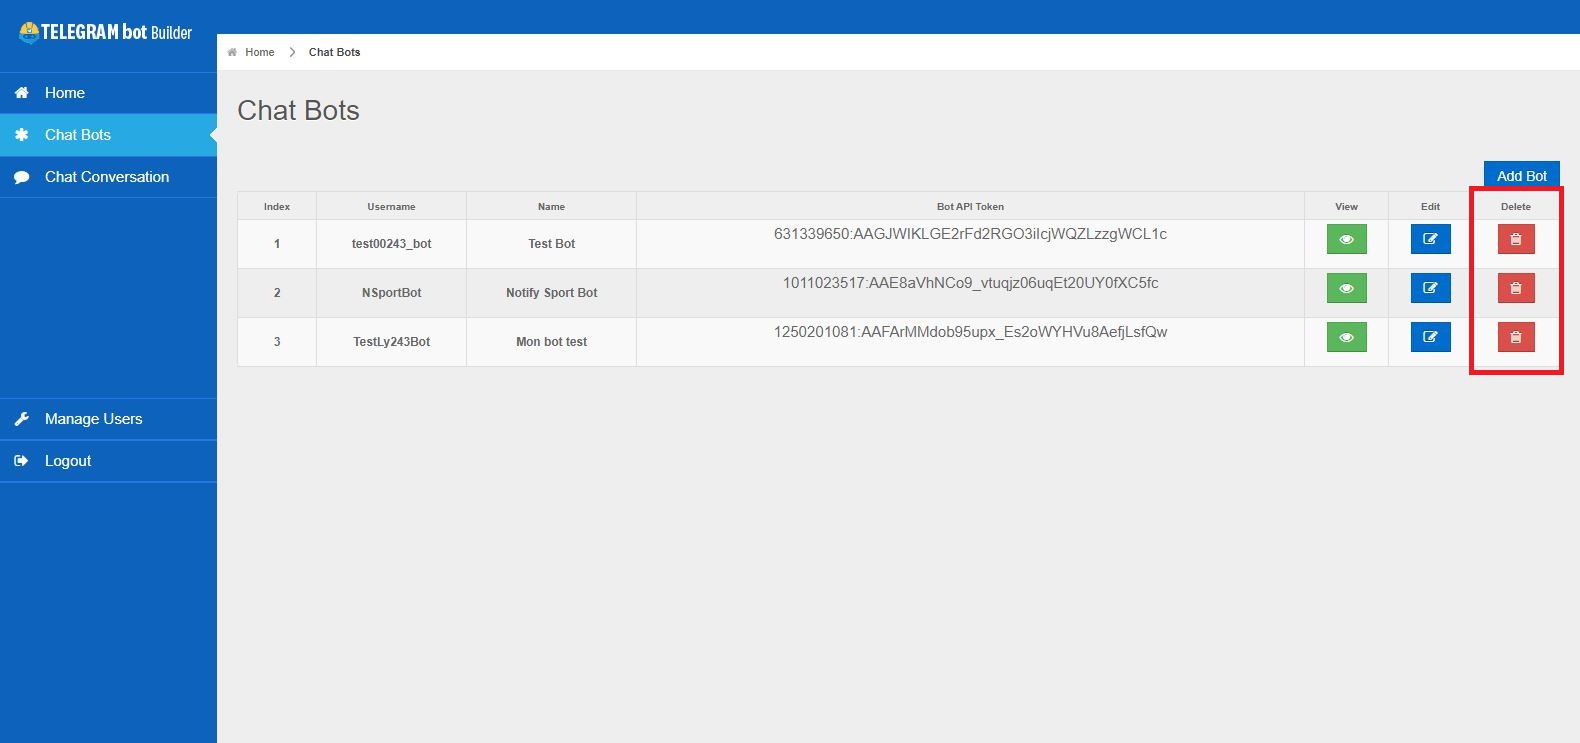 TELEGRAM bot Builder
Home > Chat Bots
Home
Chat Bots
Chat Conversation
Manage Users
Logout
Chat Bots
Add Bot
Index Username Name Bot API Token View Edit Delete
1 test00243_bot Test Bot 631339650:AAGJWIKLGE2rFd2RGO3iIcjWQZLzzgWCL1c
2 NSportBot Notify Sport Bot 1011023517:AAE8aVhNCo9_vtuqjz06uqEt20UY0fXC5fc
3 TestLy243Bot Mon bot test 1250201081:AAFArMMdob95upx_Es2oWYHVu8AefjLsfQw